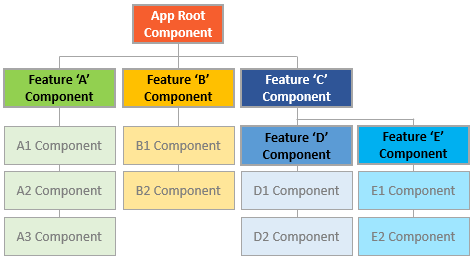 App Root
Component
Feature ‘A’
Component
Feature ‘B’
Component
Feature ‘C’
Component
A1 Component
B1 Component
Feature ‘D’
Component
Feature ‘E’
Component
A2 Component
B2 Component
D1 Component
E1 Component
A3 Component
D2 Component
E2 Component